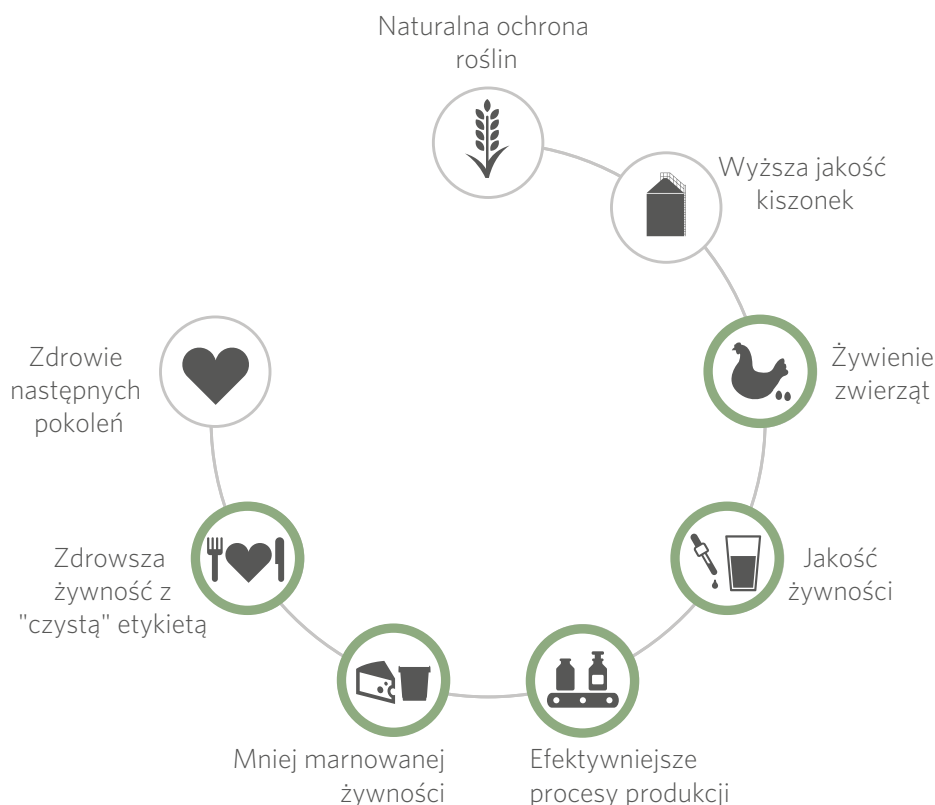 Naturalna ochrona
roślin
Wyższa jakość
kiszonek
Żywienie
zwierząt
Jakość
żywności
Efektywniejsze
procesy produkcji
Mniej marnowanej
żywności
Zdrowsza
żywność z
"czystą" etykietą
Zdrowie
następnych
pokoleń